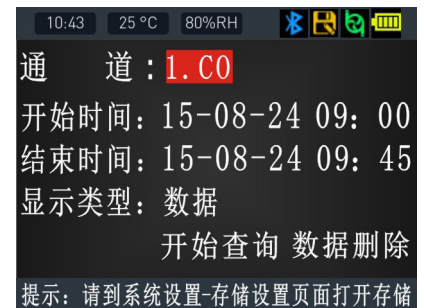 10:43 25 °C 80%RH
通 道：1.CO
开始时间：15-08-24 09：00
结束时间：15-08-24 09：45
显示类型：数据
开始查询 数据删除
提示：请到系统设置-存储设置页面打开存储